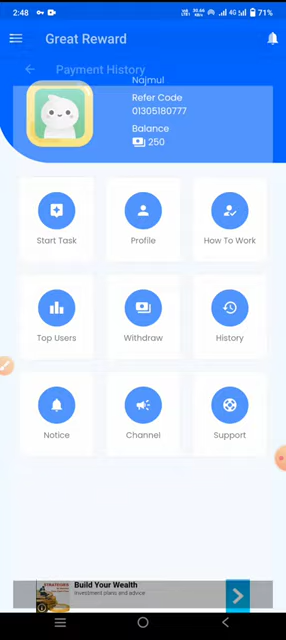 2:48
4G
71%
Great Reward
Payment History
Najmul
Refer Code
01305180777
Balance
250
Start Task
Profile
How To Work
Top Users
Withdraw
History
Notice
Channel
Support
Build Your Wealth
Investment plans and advice